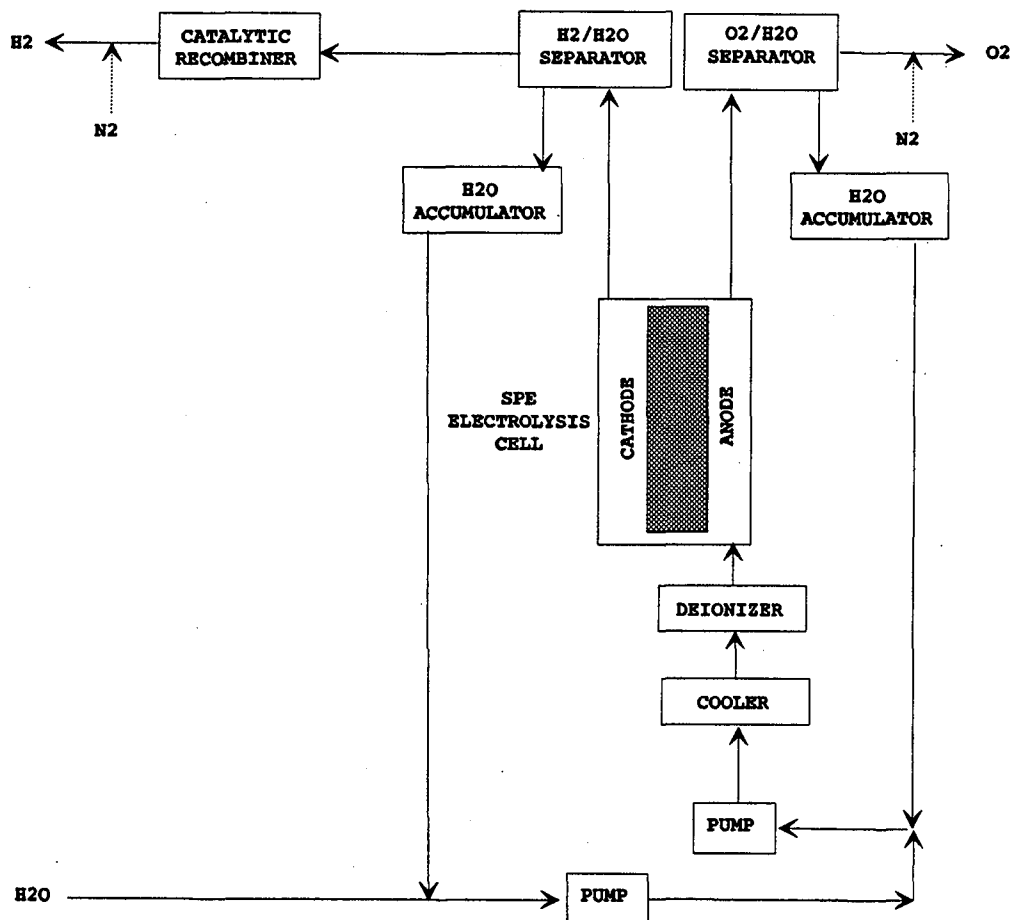 H2
CATALYTIC
RECOMBINER
N2
H2/H2O
SEPARATOR
O2/H2O
SEPARATOR
O2
N2
H2O
ACCUMULATOR
H2O
ACCUMULATOR
SPE
ELECTROLYSIS
CELL
CATHODE
ANODE
DEIONIZER
COOLER
PUMP
H2O
PUMP